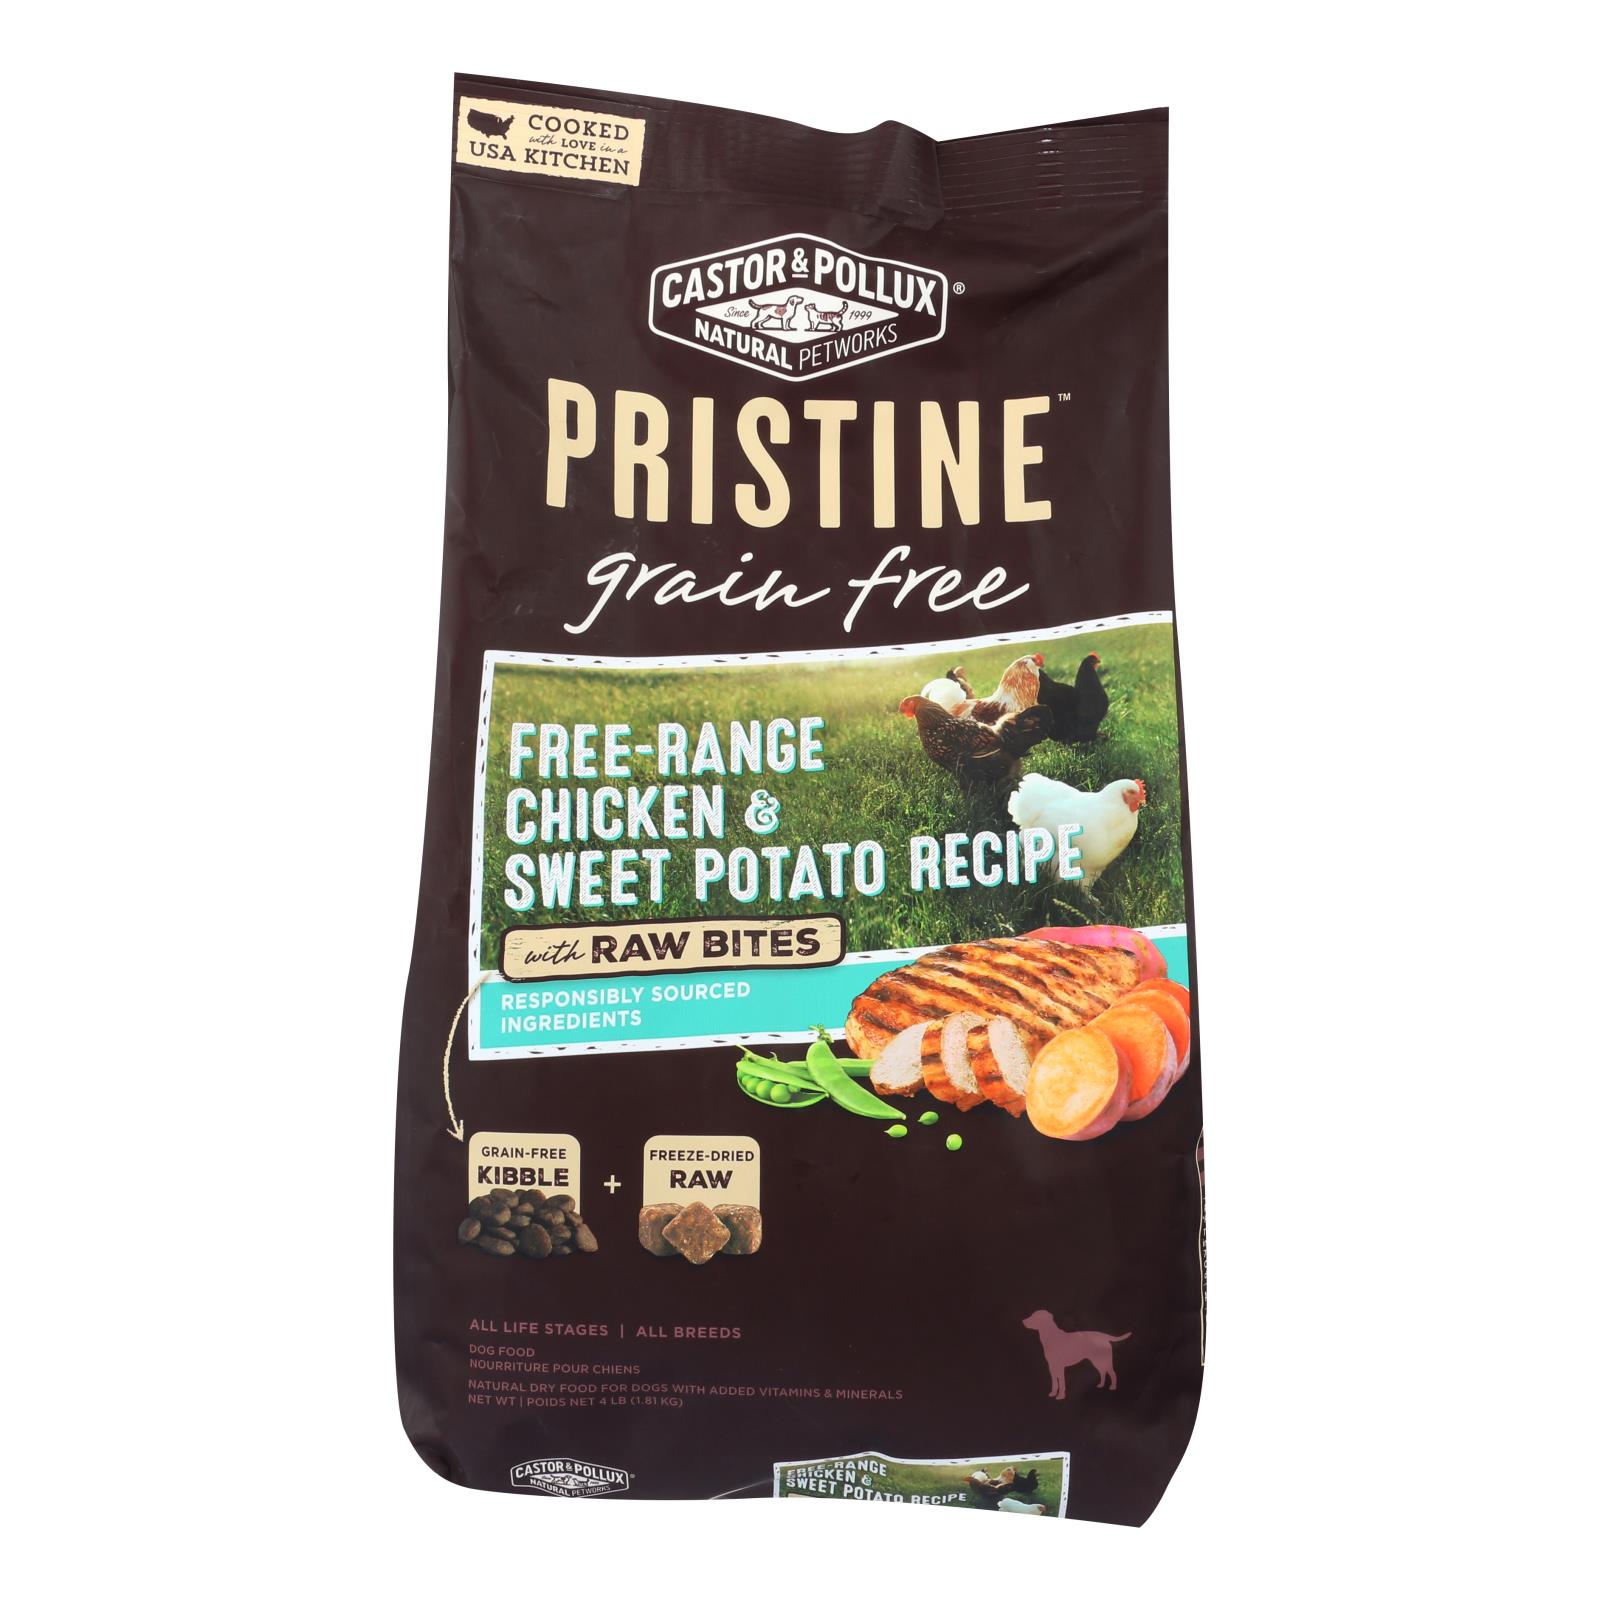 COOKED
with LOVE in a
USA KITCHEN
CASTOR & POLLUX®
Since 1999
NATURAL PETWORKS
PRISTINE™
grain free
FREE-RANGE
CHICKEN &
SWEET POTATO RECIPE
with RAW BITES
RESPONSIBLY SOURCED
INGREDIENTS
GRAIN-FREE
KIBBLE
+
FREEZE-DRIED
RAW
ALL LIFE STAGES | ALL BREEDS
DOG FOOD
NOURRITURE POUR CHIENS
NATURAL DRY FOOD FOR DOGS WITH ADDED VITAMINS & MINERALS
NET WT | POIDS NET 4 LB (1.81 KG)
CASTOR & POLLUX®
NATURAL PETWORKS
FREE-RANGE
CHICKEN &
SWEET POTATO RECIPE